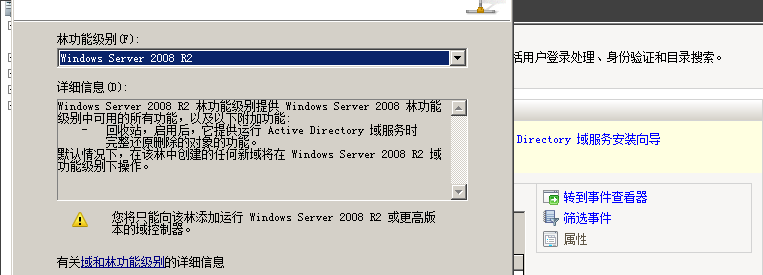 林功能级别(F):
Windows Server 2008 R2
详细信息(D):
Windows Server 2008 R2 林功能级别提供 Windows Server 2008 林功能
级别中可用的所有功能，以及以下附加功能:
- 回收站，启用后，它提供运行 Active Directory 域服务时
完整还原删除的对象的功能。
默认情况下，在该林中创建的任何新域将在 Windows Server 2008 R2 域
功能级别下操作。
您将只能向该林添加运行 Windows Server 2008 R2 或更高版
本的域控制器。
有关域和林功能级别的详细信息
活用户登录处理、身份验证和目录搜索。
Directory 域服务安装向导
转到事件查看器
筛选事件
属性